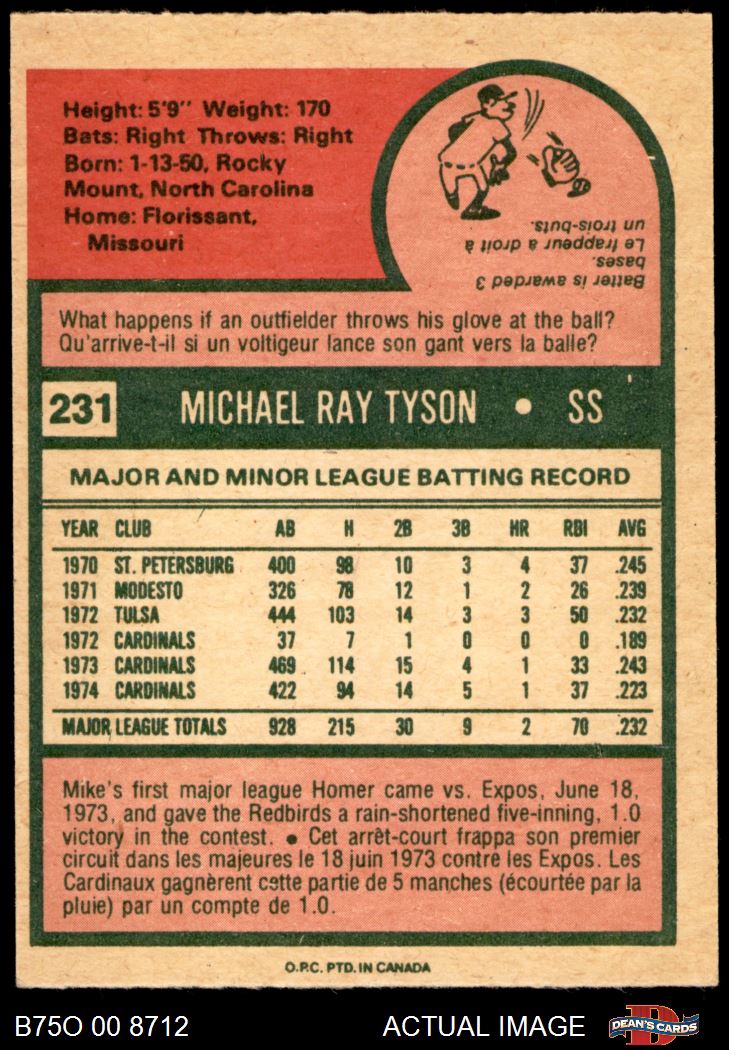 Height: 5'9" Weight: 170
Bats: Right Throws: Right
Born: 1-13-50, Rocky
Mount, North Carolina
Home: Florissant,
Missouri
Batter is awarded 3
bases.
Le frappeur a droit à
un trois-buts.
What happens if an outfielder throws his glove at the ball?
Qu'arrive-t-il si un voltigeur lance son gant vers la balle?
231 MICHAEL RAY TYSON • SS
MAJOR AND MINOR LEAGUE BATTING RECORD
YEAR CLUB AB H 2B 3B HR RBI AVG
1970 ST. PETERSBURG 400 98 10 3 4 37 .245
1971 MODESTO 326 78 12 1 2 26 .239
1972 TULSA 444 103 14 3 3 50 .232
1972 CARDINALS 37 7 1 0 0 0 .189
1973 CARDINALS 469 114 15 4 1 33 .243
1974 CARDINALS 422 94 14 5 1 37 .223
MAJOR LEAGUE TOTALS 928 215 30 9 2 70 .232
Mike's first major league Homer came vs. Expos, June 18,
1973, and gave the Redbirds a rain-shortened five-inning, 1.0
victory in the contest. • Cet arrêt-court frappa son premier
circuit dans les majeures le 18 juin 1973 contre les Expos. Les
Cardinaux gagnèrent cette partie de 5 manches (écourtée par la
pluie) par un compte de 1.0.
O.P.C. PTD. IN CANADA
B75O 00 8712 ACTUAL IMAGE DEAN'S CARDS